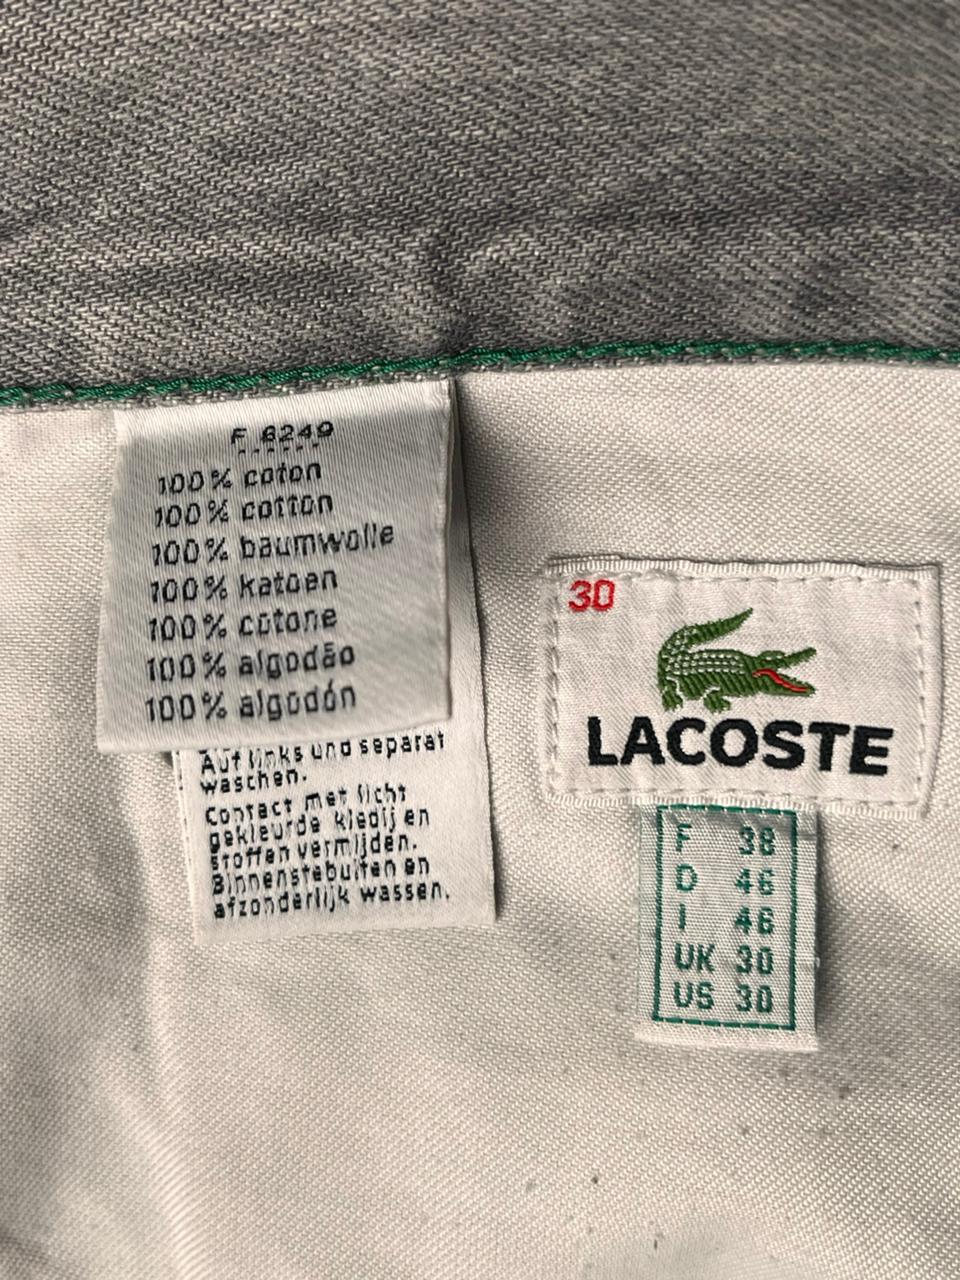 F 6249
100% coton
100% cotton
100% baumwolle
100% katoen
100% cotone
100% algodão
100% algodón
Auf links und separat
waschen.
Contact met licht
gekleurde kledij en
stoffen vermijden.
Binnenstebuiten en
afzonderlijk wassen.
30
LACOSTE
F 38
D 46
I 46
UK 30
US 30